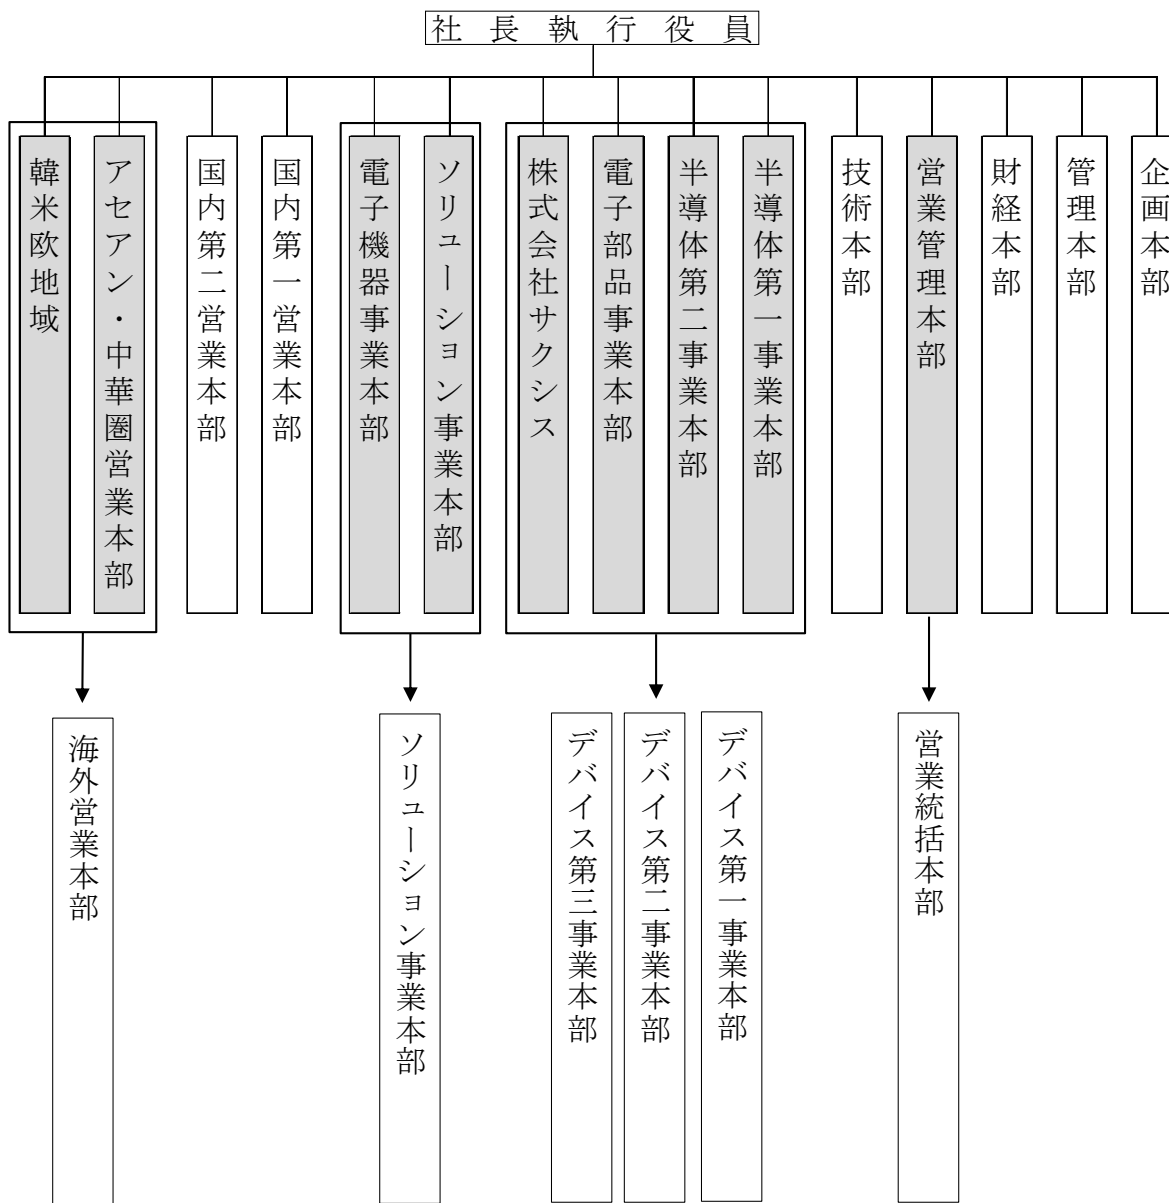 社長執行役員
企画本部
管理本部
財経本部
営業管理本部
技術本部
半導体第一事業本部
半導体第二事業本部
電子部品事業本部
株式会社サクシス
ソリューション事業本部
電子機器事業本部
国内第一営業本部
国内第二営業本部
アセアン・中華圏営業本部
韓米欧地域
営業統括本部
デバイス第一事業本部
デバイス第二事業本部
デバイス第三事業本部
ソリューション事業本部
海外営業本部